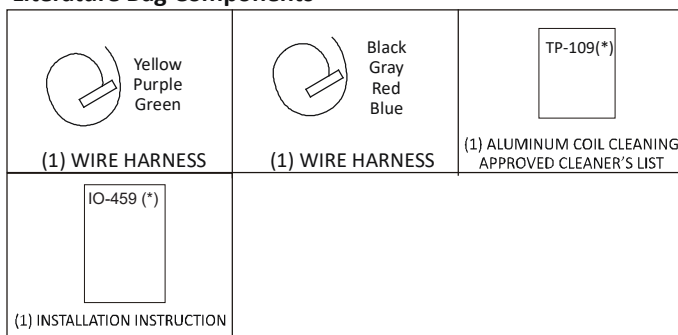 Literature Bag Components
Yellow
Purple
Green
(1) WIRE HARNESS
Black
Gray
Red
Blue
(1) WIRE HARNESS
TP-109(*)
(1) ALUMINUM COIL CLEANING
APPROVED CLEANER'S LIST
IO-459 (*)
(1) INSTALLATION INSTRUCTION